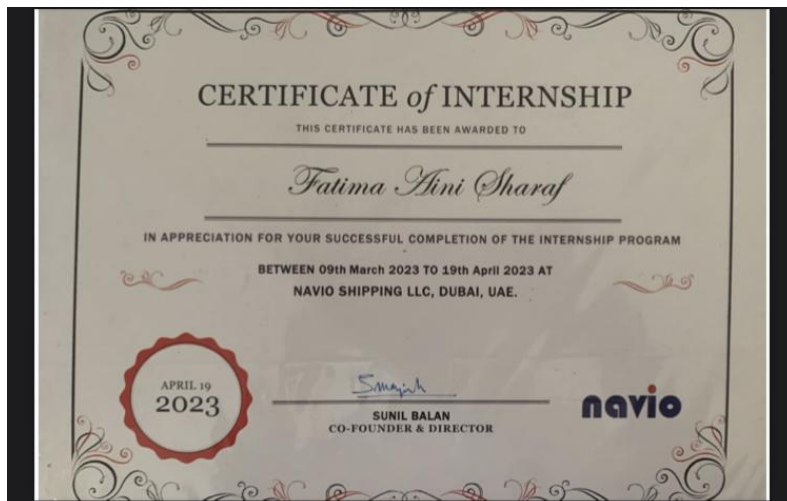 CERTIFICATE of INTERNSHIP
THIS CERTIFICATE HAS BEEN AWARDED TO
Fatima Aini Sharaf
IN APPRECIATION FOR YOUR SUCCESSFUL COMPLETION OF THE INTERNSHIP PROGRAM
BETWEEN 09th March 2023 TO 19th April 2023 AT
NAVIO SHIPPING LLC, DUBAI, UAE.
APRIL 19
2023
SUNIL BALAN
CO-FOUNDER & DIRECTOR
navio